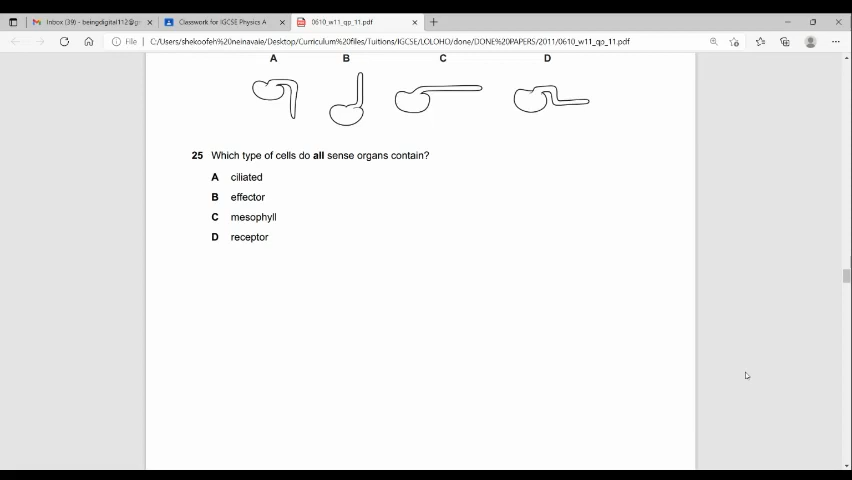 Inbox (39) - beingdigital112@g
Classwork for IGCSE Physics A
0610_w11_qp_11.pdf
File
C:/Users/shekoofeh%20neinavaie/Desktop/Curriculum%20files/Tuitions/IGCSE/LOLOHO/done/DONE%20PAPERS/2011/0610_w11_qp_11.pdf
A B C D
25 Which type of cells do all sense organs contain?
A ciliated
B effector
C mesophyll
D receptor